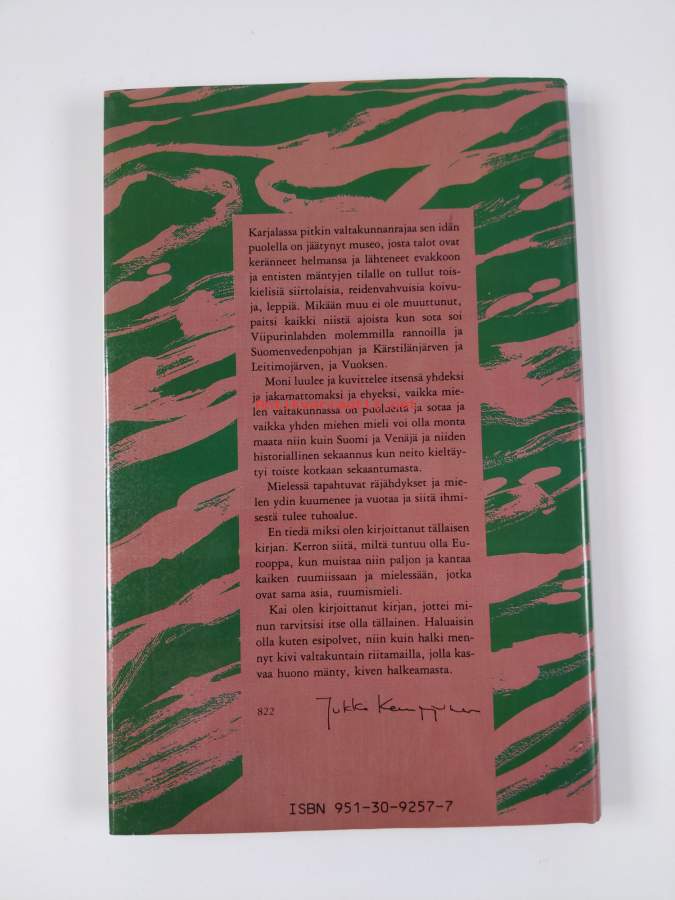 Karjalassa pitkin valtakunnanrajaa sen idän
puolella on jäätynyt museo, josta talot ovat
keränneet helmansa ja lähteneet evakkoon
ja entisten mäntyjen tilalle on tullut tois-
kielisiä siirtolaisia, reidenvahvuisia koivu-
ja, leppiä. Mikään muu ei ole muuttunut,
paitsi kaikki niistä ajoista kun sota soi
Viipurinlahden molemmilla rannoilla ja
Suomenvedenpohjan ja Kärstilänjärven ja
Leitimojärven, ja Vuoksen.
Moni luulee ja kuvittelee itsensä yhdeksi
ja jakamattomaksi ja ehyeksi, vaikka mie-
len valtakunnassa on puolueita ja sotaa ja
vaikka yhden miehen mieli voi olla monta
maata niin kuin Suomi ja Venäjä ja niiden
historiallinen sekaannus kun neito kieltäy-
tyi toiste kotkaan sekaantumasta.
Mielessä tapahtuvat räjähdykset ja mie-
len ydin kuumenee ja vuotaa ja siitä ihmi-
sestä tulee tuhoalue.
En tiedä miksi olen kirjoittanut tällaisen
kirjan. Kerron siitä, miltä tuntuu olla Eu-
rooppa, kun muistaa niin paljon ja kantaa
kaiken ruumiissaan ja mielessään, jotka
ovat sama asia, ruumismieli.
Kai olen kirjoittanut kirjan, jottei mi-
nun tarvitsisi itse olla tällainen. Haluaisin
olla kuten esipolvet, niin kuin halki men-
nyt kivi valtakuntain riitamailla, jolla kas-
vaa huono mänty, kiven halkeamasta.
822 Jukka Kemppinen
ISBN 951-30-9257-7